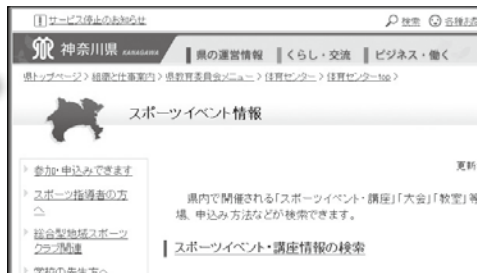 サービス停止のお知らせ
検索
神奈川県 KANAGAWA
県の運営情報
くらし・交流
ビジネス・働く
県トップページ > 組織と仕事案内 > 県教育委員会メニュー > 体育センター > 体育センターtop >
スポーツイベント情報
更新
参加・申込みできます
スポーツ指導者の方
へ
総合型地域スポーツ
クラブ関連
学校の先生方へ
県内で開催される「スポーツイベント・講座」「大会」「教室」等
場、申込み方法などが検索できます。
スポーツイベント・講座情報の検索